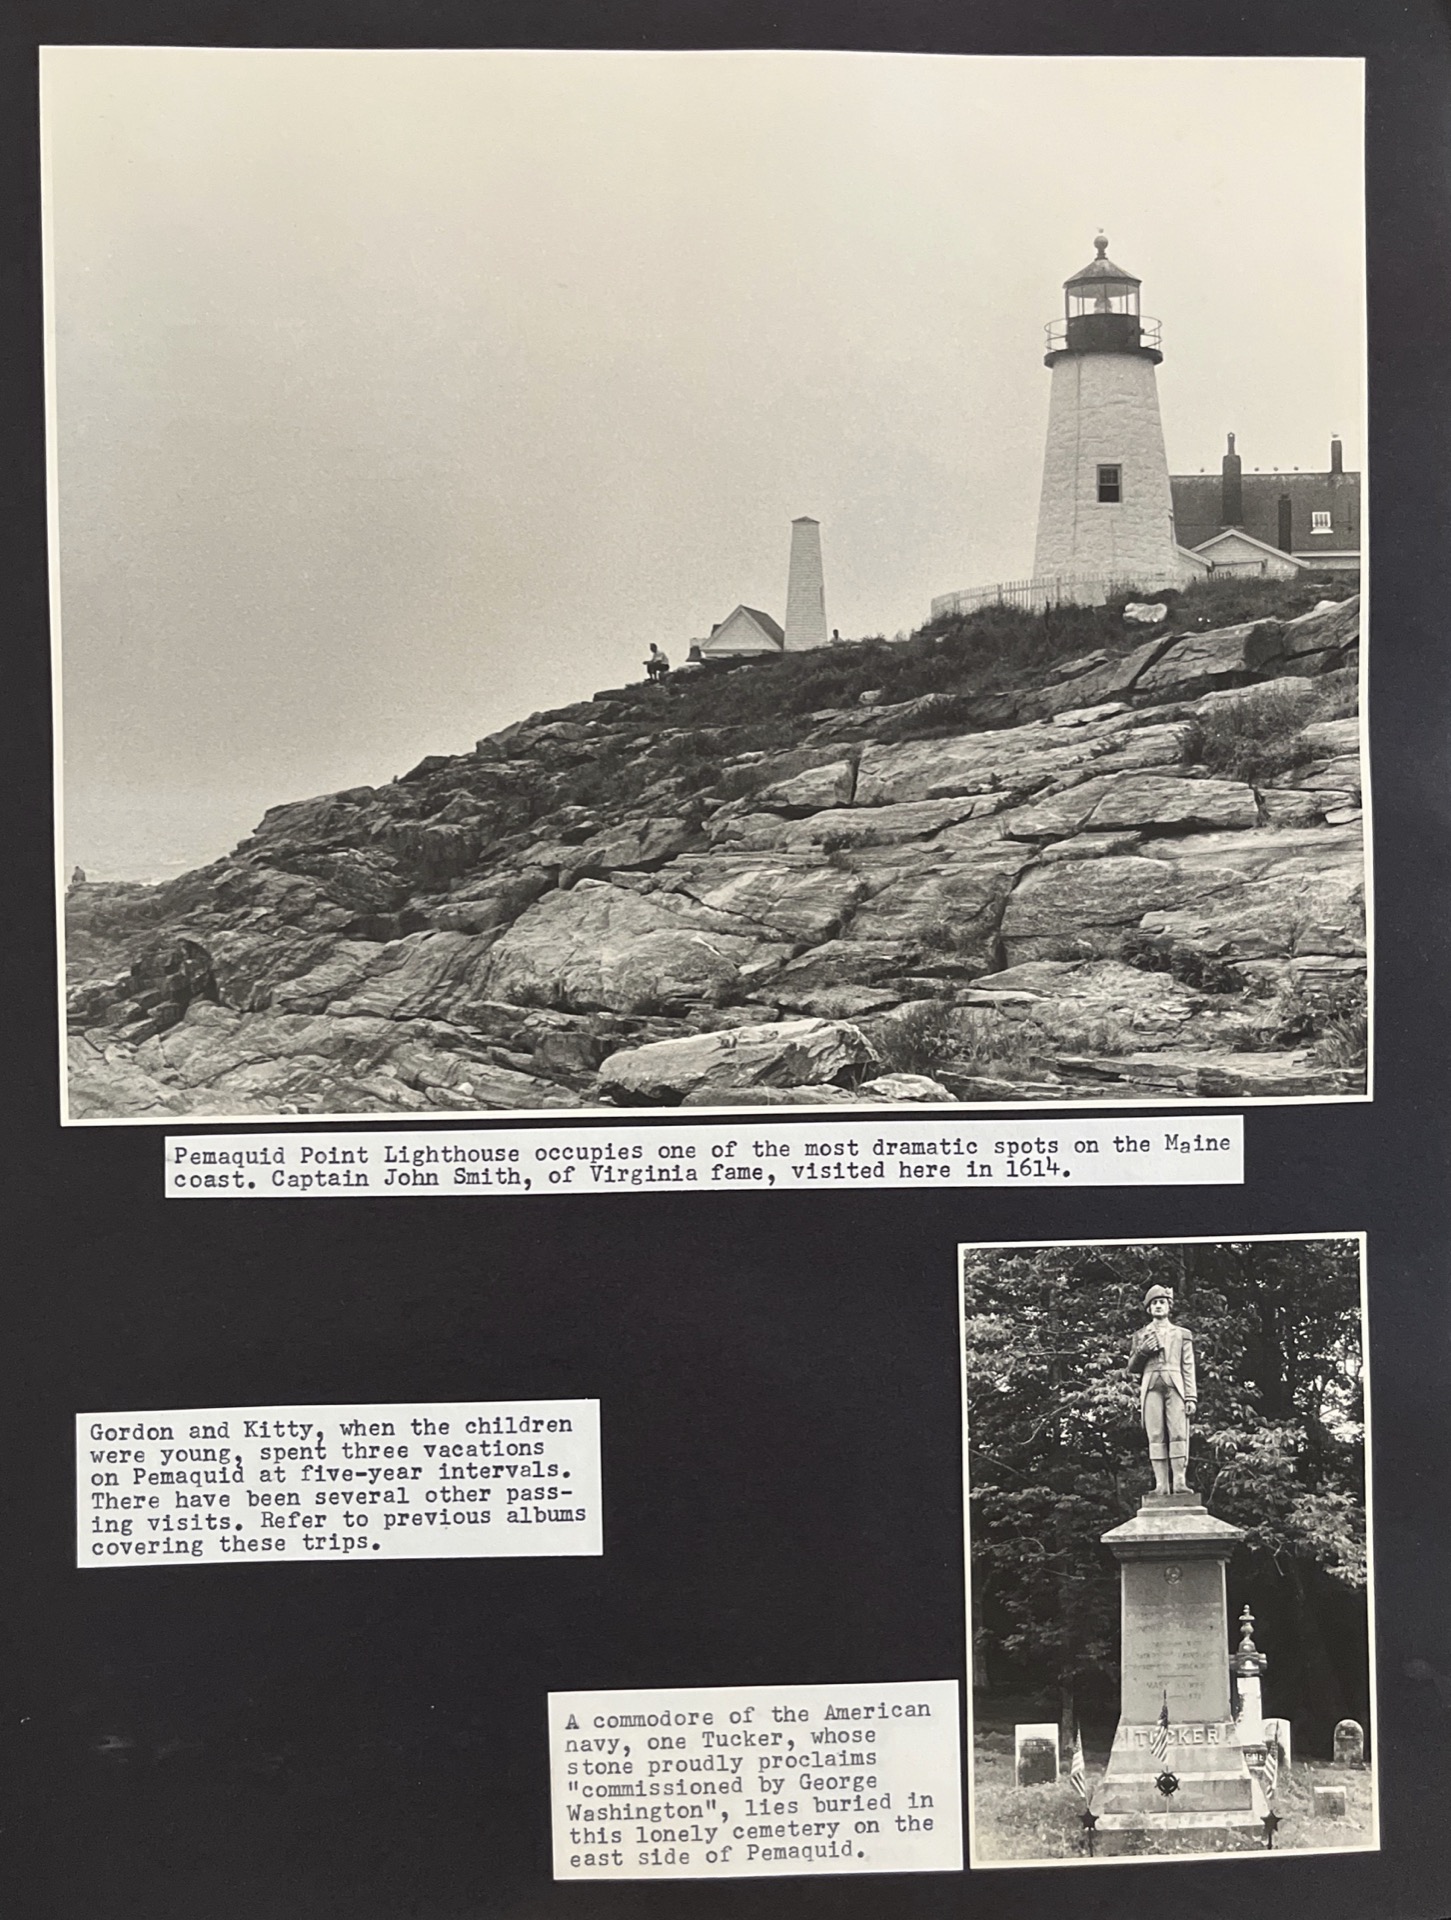 Pemaquid Point Lighthouse occupies one of the most dramatic spots on the Maine
coast. Captain John Smith, of Virginia fame, visited here in 1614.
Gordon and Kitty, when the children
were young, spent three vacations
on Pemaquid at five-year intervals.
There have been several other pass-
ing visits. Refer to previous albums
covering these trips.
A commodore of the American
navy, one Tucker, whose
stone proudly proclaims
"commissioned by George
Washington", lies buried in
this lonely cemetery on the
east side of Pemaquid.
TUCKER